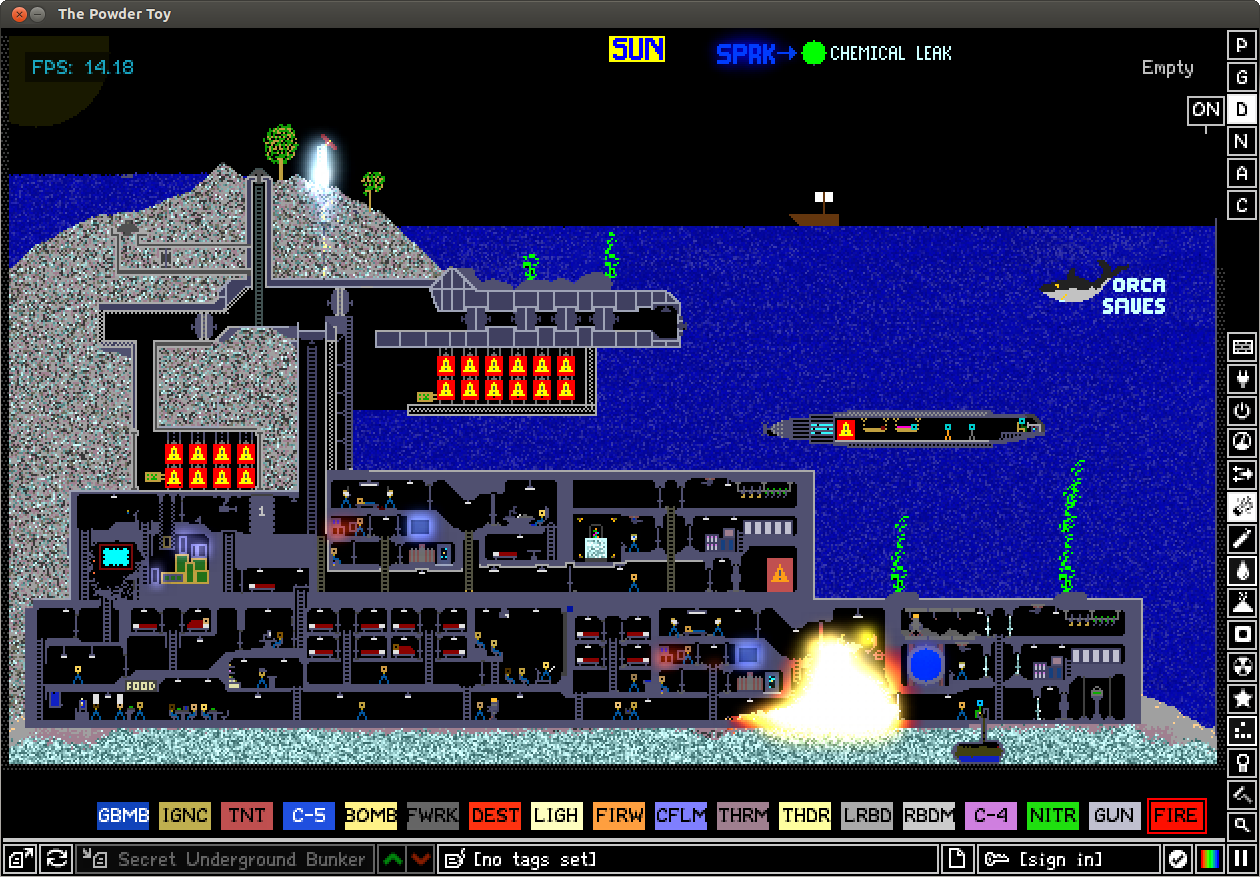 The Powder Toy
SUN
SPRK→ CHEMICAL LEAK
FPS: 14.18
Empty
P
G
ON D
N
A
C
ORCA
SAVES
1
FOOD
GBMB IGNC TNT C-5 BOMB FWRK DEST LIGH FIRW CFLM THRM THDR LRBD RBDM C-4 NITR GUN FIRE
Secret Underground Bunker [no tags set] [sign in]